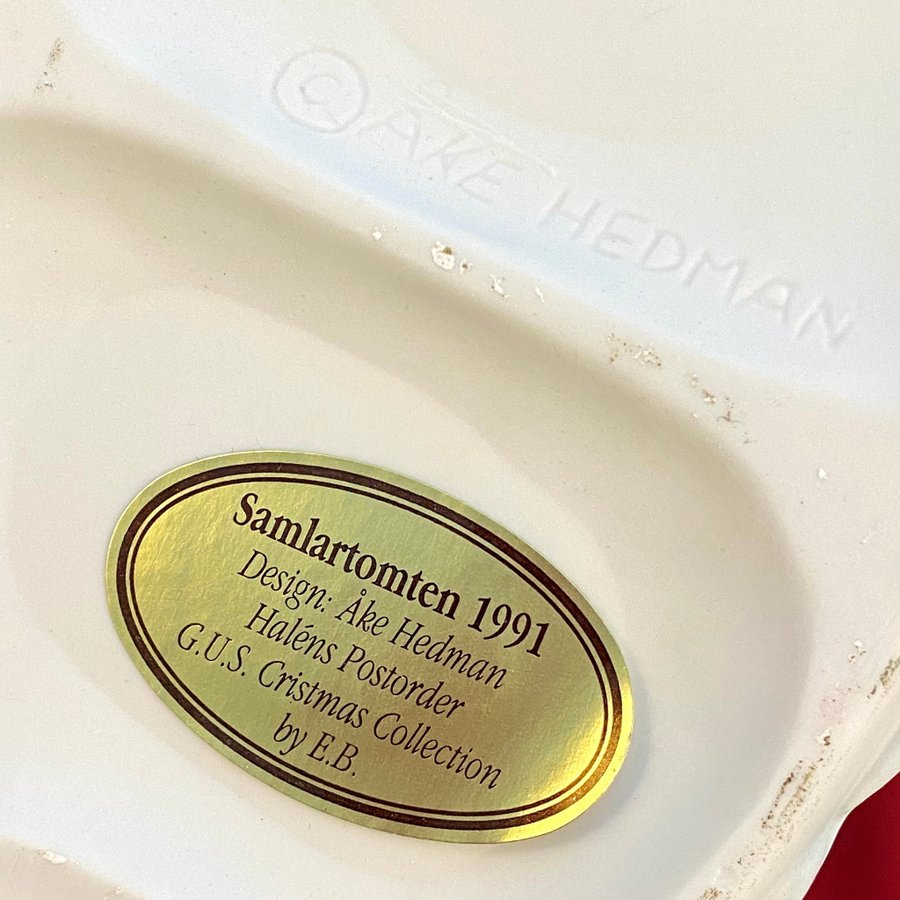 © ÅKE HEDMAN
Samlartomten 1991
Design: Åke Hedman
Haléns Postorder
G.U.S. Cristmas Collection
by E.B.